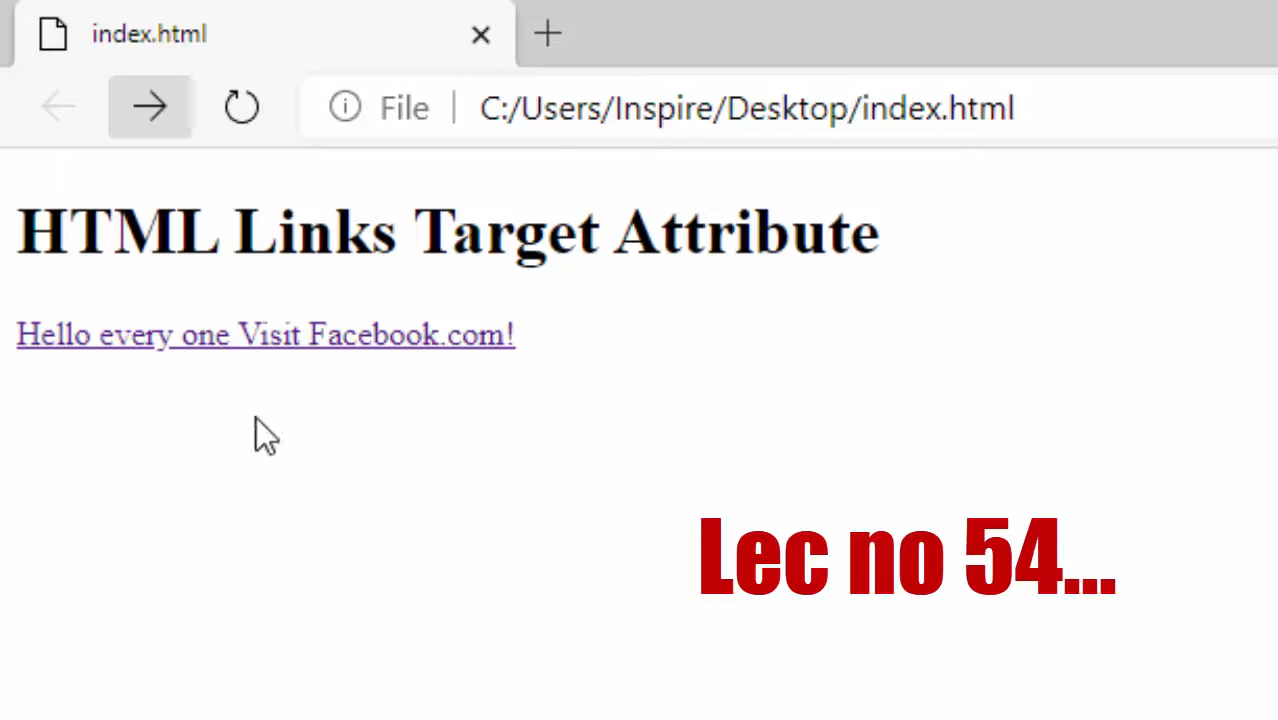 index.html
File | C:/Users/Inspire/Desktop/index.html
HTML Links Target Attribute
Hello every one Visit Facebook.com!
Lec no 54...